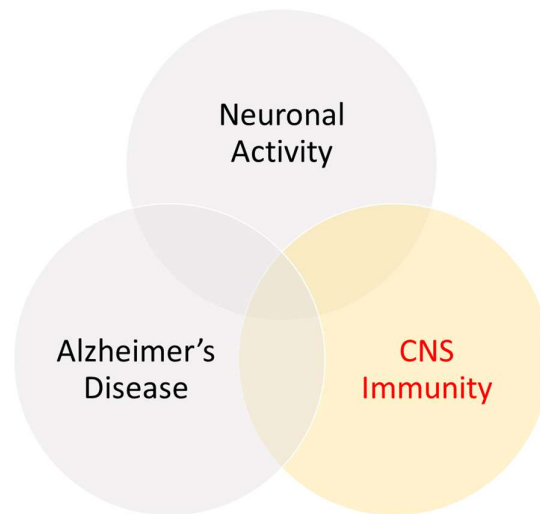 Neuronal
Activity
Alzheimer’s
Disease
CNS
Immunity